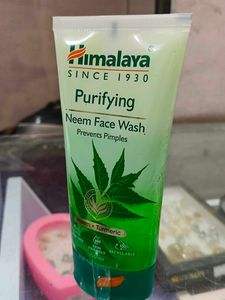 Himalaya
SINCE 1930
Purifying
Neem Face Wash
Prevents Pimples
Turmeric